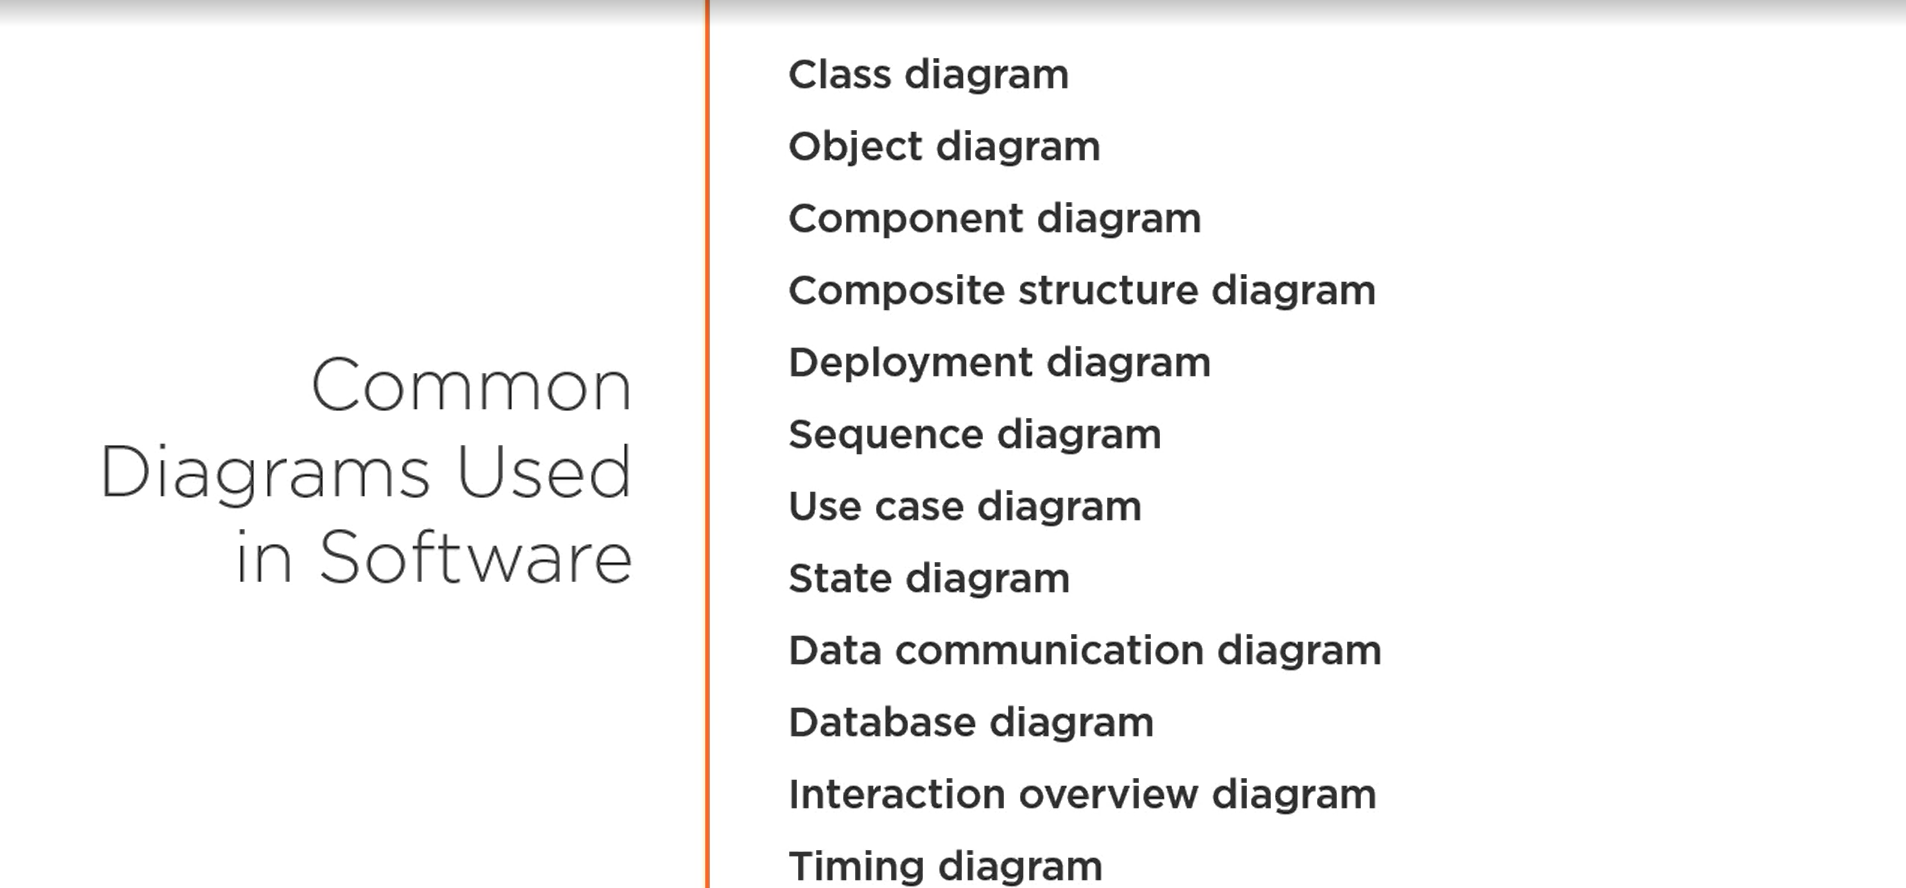 Common
Diagrams Used
in Software
Class diagram
Object diagram
Component diagram
Composite structure diagram
Deployment diagram
Sequence diagram
Use case diagram
State diagram
Data communication diagram
Database diagram
Interaction overview diagram
Timing diagram